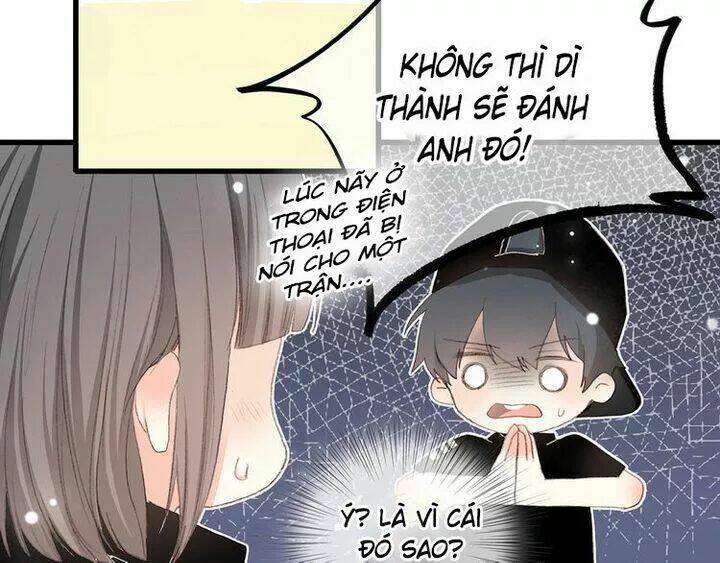 KHÔNG THÌ DÌ
THÀNH SẼ ĐÁNH
ANH ĐÓ!
LÚC NÃY Ở
TRONG ĐIỆN
THOẠI ĐÃ BỊ
NÓI CHO MỘT
TRẬN....
Ý? LÀ VÌ CÁI
ĐÓ SAO?